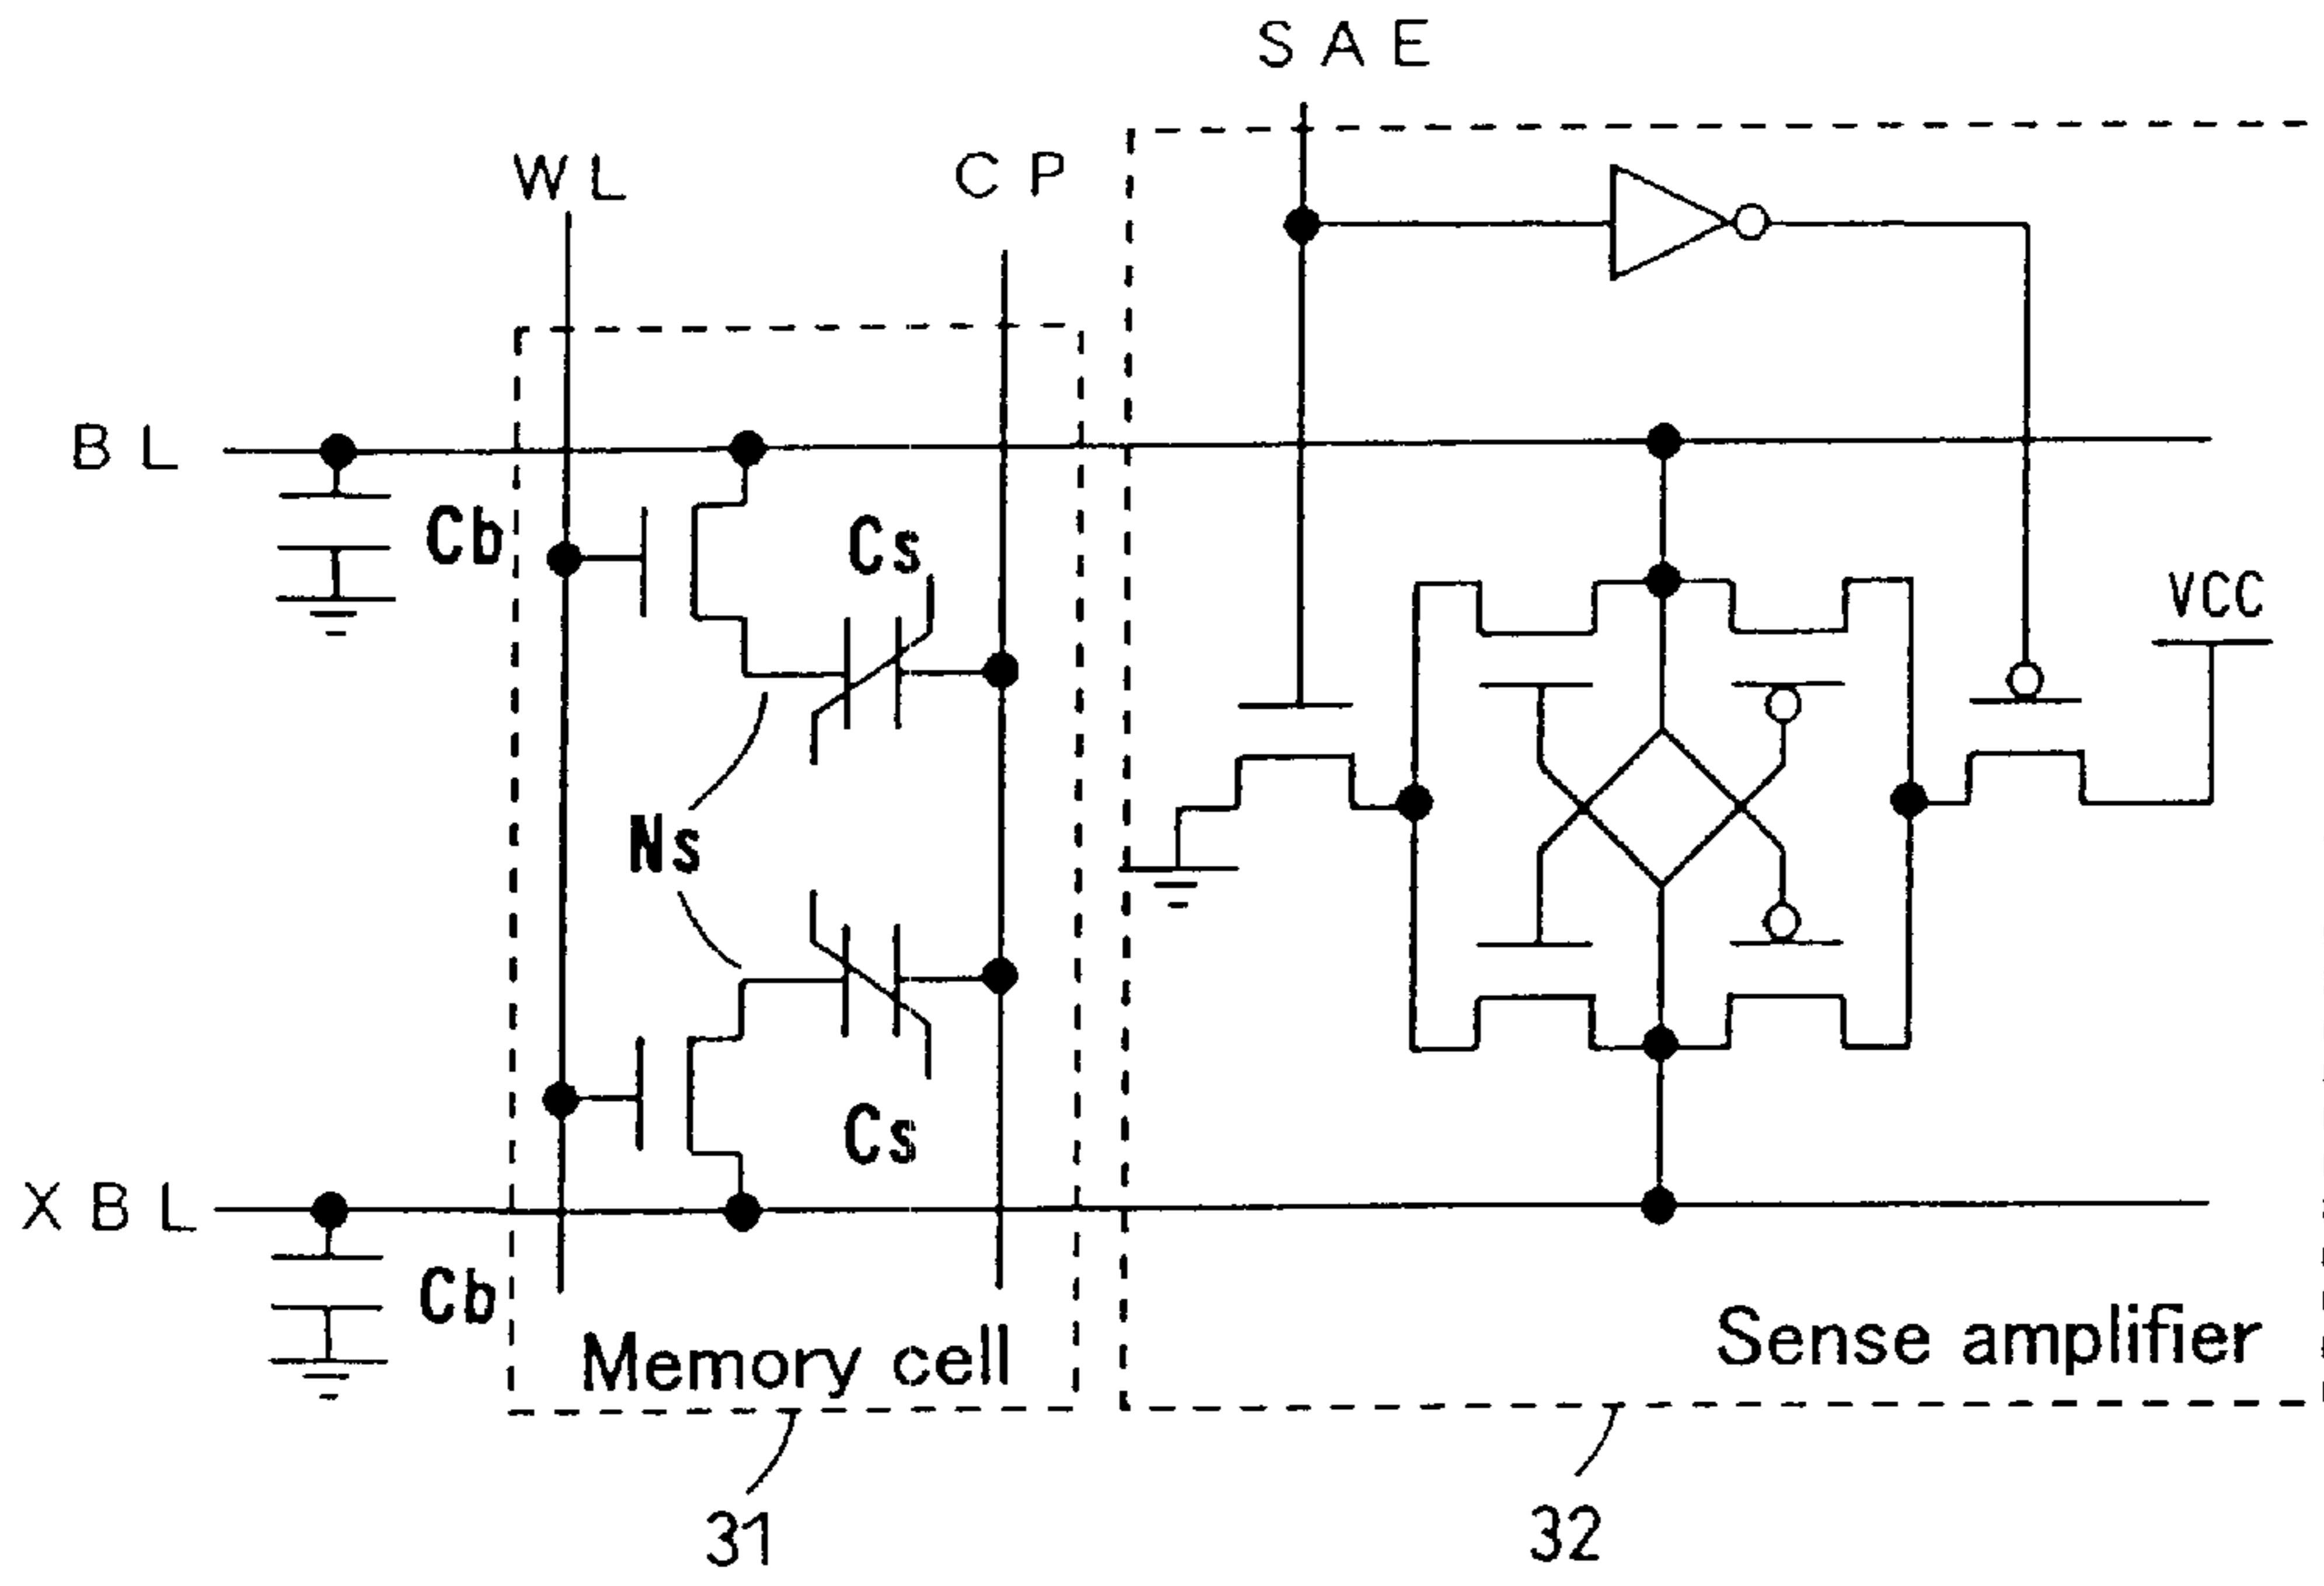 SAE
WL
CP
BL
Cb
Cs
VCC
Ns
Cs
XBL
Cb
Memory cell
Sense amplifier
31
32